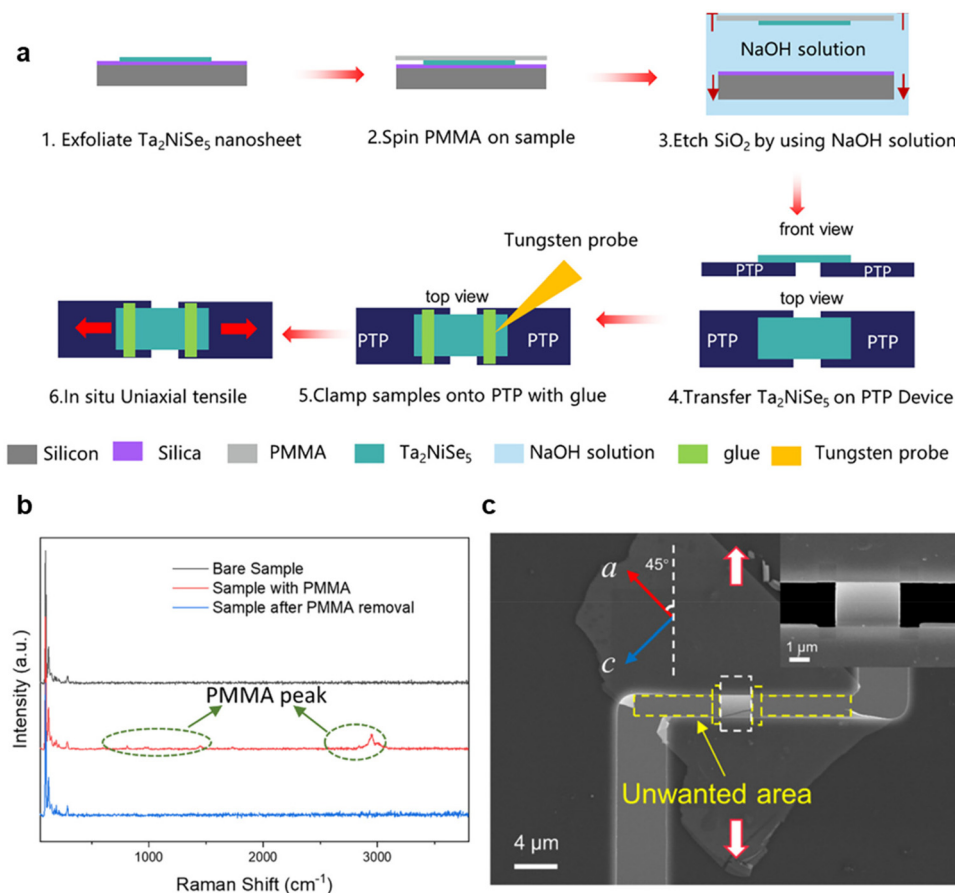 a
NaOH solution
1. Exfoliate Ta2NiSe5 nanosheet
2.Spin PMMA on sample
3.Etch SiO2 by using NaOH solution
front view
PTP PTP
Tungsten probe
top view
top view
PTP PTP
PTP PTP
6.In situ Uniaxial tensile
5.Clamp samples onto PTP with glue
4.Transfer Ta2NiSe5 on PTP Device
Silicon Silica PMMA Ta2NiSe5 NaOH solution glue Tungsten probe
b
Intensity (a.u.)
Bare Sample
Sample with PMMA
Sample after PMMA removal
PMMA peak
1000 2000 3000
Raman Shift (cm-1)
c
45°
a
c
1 μm
Unwanted area
4 μm